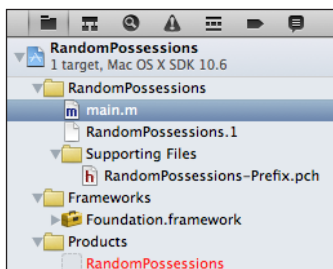 RandomPossessions
1 target, Mac OS X SDK 10.6
RandomPossessions
m main.m
RandomPossessions.1
Supporting Files
h RandomPossessions-Prefix.pch
Frameworks
Foundation.framework
Products
RandomPossessions